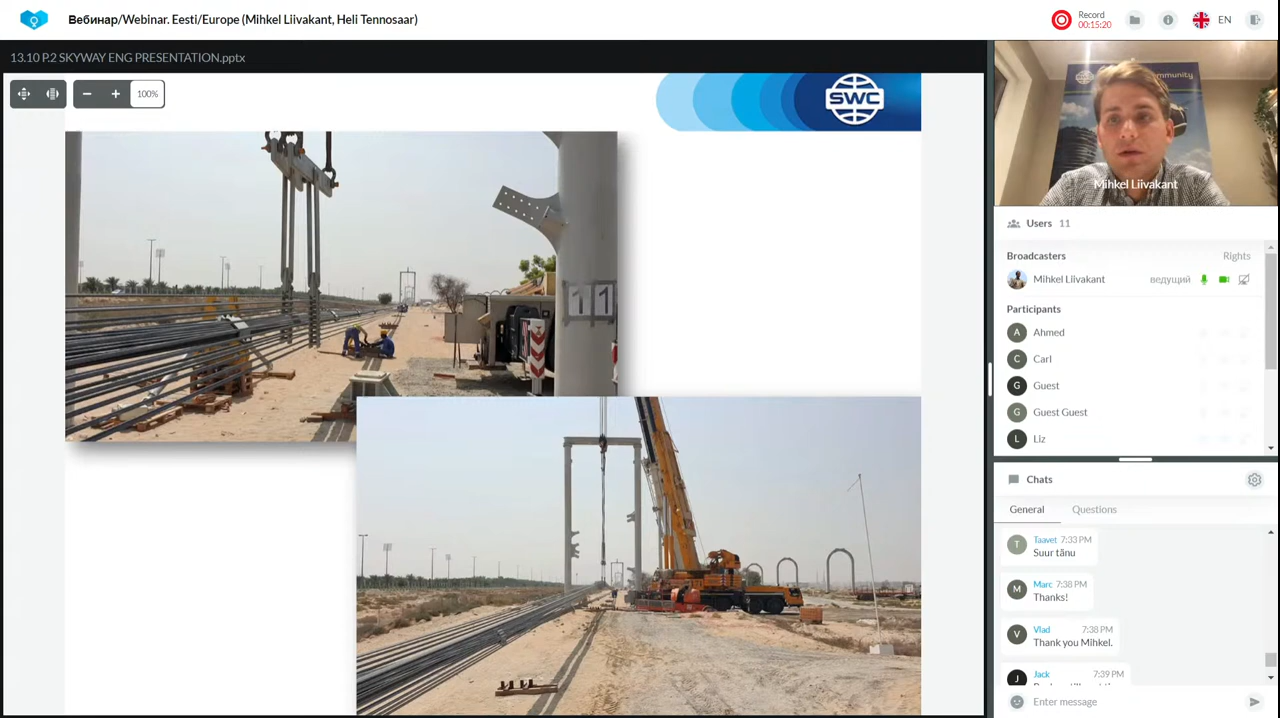 Вебинар/Webinar. Eesti/Europe (Mihkel Liivakant, Heli Tennosaar)
Record
00:15:20
EN
13.10 P.2 SKYWAY ENG PRESENTATION.pptx
100%
SWC
11
mmunity
Mihkel Liivakant
Users 11
Broadcasters Rights
Mihkel Liivakant ведущий
Participants
A Ahmed
C Carl
G Guest
G Guest Guest
L Liz
Chats
General Questions
T Taavet 7:33 PM
Suur tänu
M Marc 7:38 PM
Thanks!
V Vlad 7:38 PM
Thank you Mihkel.
J Jack 7:39 PM
Enter message